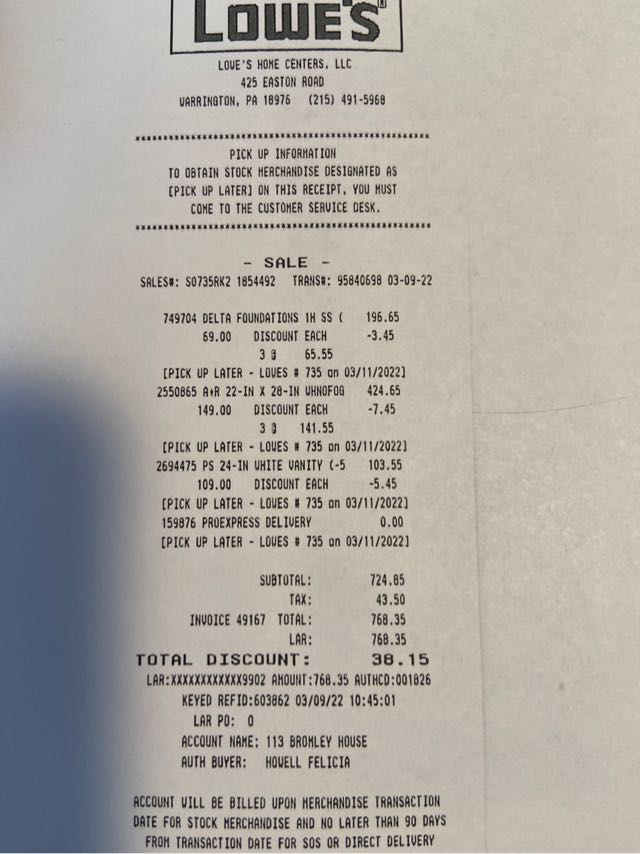 LOWE'S®
LOWE'S HOME CENTERS, LLC
425 EASTON ROAD
WARRINGTON, PA 18976 (215) 491-5968
******************************************************
PICK UP INFORMATION
TO OBTAIN STOCK MERCHANDISE DESIGNATED AS
[PICK UP LATER] ON THIS RECEIPT, YOU MUST
COME TO THE CUSTOMER SERVICE DESK.
******************************************************
- SALE -
SALES#: S0735RK2 1854492 TRANS#: 95840698 03-09-22
749704 DELTA FOUNDATIONS 1H SS ( 196.65
69.00 DISCOUNT EACH -3.45
3 @ 65.55
[PICK UP LATER - LOWES # 735 on 03/11/2022]
2550865 A+R 22-IN X 28-IN WHNOFOG 424.65
149.00 DISCOUNT EACH -7.45
3 @ 141.55
[PICK UP LATER - LOWES # 735 on 03/11/2022]
2694475 PS 24-IN WHITE VANITY (-5 103.55
109.00 DISCOUNT EACH -5.45
[PICK UP LATER - LOWES # 735 on 03/11/2022]
159876 PROEXPRESS DELIVERY 0.00
[PICK UP LATER - LOWES # 735 on 03/11/2022]
SUBTOTAL: 724.85
TAX: 43.50
INVOICE 49167 TOTAL: 768.35
LAR: 768.35
TOTAL DISCOUNT: 38.15
LAR:XXXXXXXXXXXX9902 AMOUNT:768.35 AUTHCD:001826
KEYED REFID:603862 03/09/22 10:45:01
LAR PO: 0
ACCOUNT NAME: 113 BROMLEY HOUSE
AUTH BUYER: HOWELL FELICIA
ACCOUNT WILL BE BILLED UPON MERCHANDISE TRANSACTION
DATE FOR STOCK MERCHANDISE AND NO LATER THAN 90 DAYS
FROM TRANSACTION DATE FOR SOS OR DIRECT DELIVERY